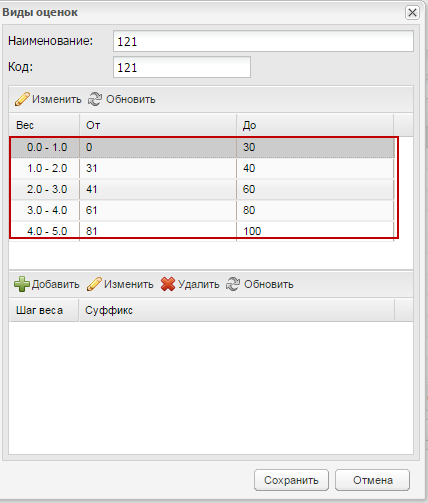 Виды оценок
Наименование: 121
Код: 121
Изменить Обновить
Вес От До
0.0 - 1.0 0 30
1.0 - 2.0 31 40
2.0 - 3.0 41 60
3.0 - 4.0 61 80
4.0 - 5.0 81 100
Добавить Изменить Удалить Обновить
Шаг веса Суффикс
Сохранить Отмена